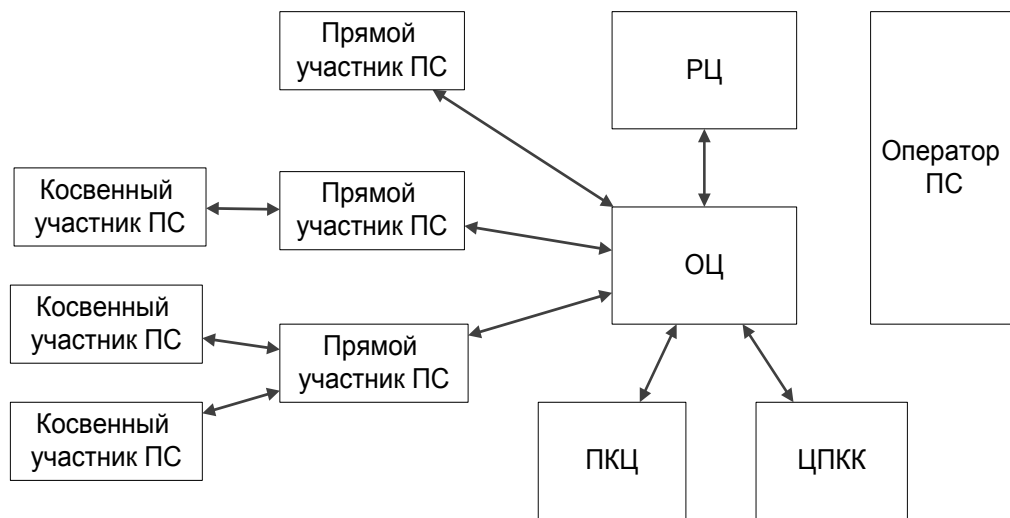 Прямой
участник ПС
РЦ
Оператор
ПС
Косвенный
участник ПС
Прямой
участник ПС
ОЦ
Косвенный
участник ПС
Прямой
участник ПС
Косвенный
участник ПС
ПКЦ
ЦПКК